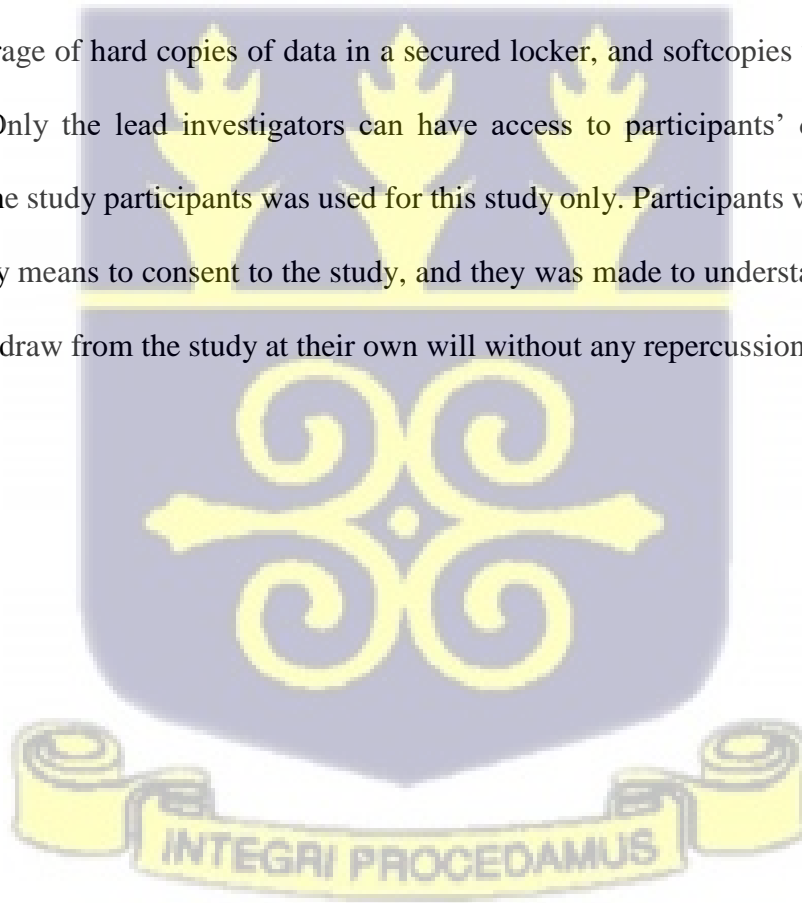 rage of hard copies of data in a secured locker, and softcopies
Only the lead investigators can have access to participants’
ne study participants was used for this study only. Participants
y means to consent to the study, and they was made to understa
draw from the study at their own will without any repercussion
INTEGRI PROCEDAMUS